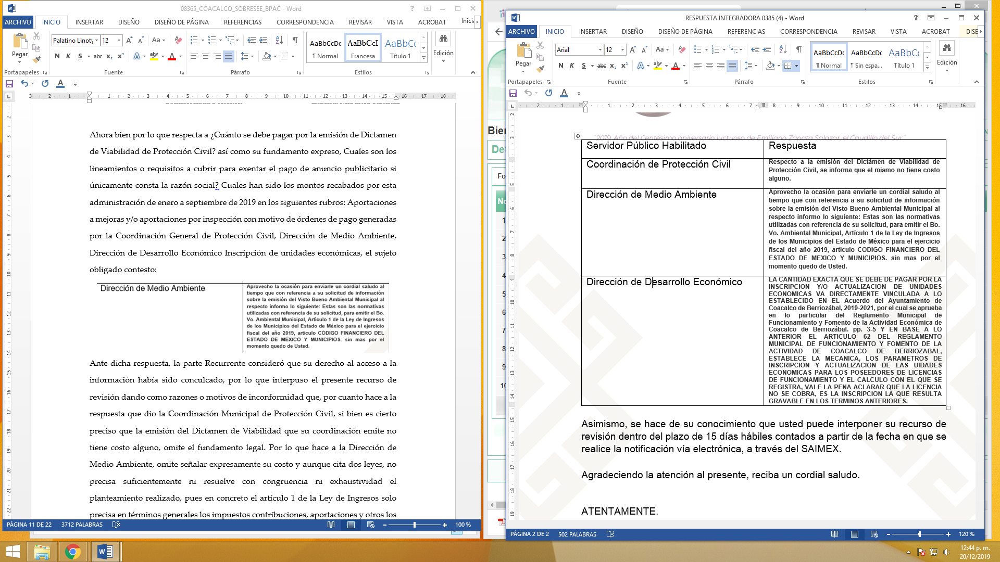 08365_COACALCO_SOBRESEE_BPAC - Word
ARCHIVO INICIO INSERTAR DISEÑO DISEÑO DE PÁGINA REFERENCIAS CORRESPONDENCIA REVISAR VISTA ACROBAT Inicia
Palatino Linoty 12
Pegar
AaBbCcDc AaBbCcI AaBbCc
¶ Normal Francesa Título 1
Edición
Portapapeles Fuente Párrafo Estilos
Ahora bien por lo que respecta a ¿Cuánto se debe pagar por la emisión de Dictamen
de Viabilidad de Protección Civil? así como su fundamento expreso, Cuales son los
lineamientos o requisitos a cubrir para exentar el pago de anuncio publicitario si
únicamente consta la razón social? Cuales han sido los montos recabados por esta
administración de enero a septiembre de 2019 en los siguientes rubros: Aportaciones
a mejoras y/o aportaciones por inspección con motivo de órdenes de pago generadas
por la Coordinación General de Protección Civil, Dirección de Medio Ambiente,
Dirección de Desarrollo Económico Inscripción de unidades económicas, el sujeto
obligado contesto:
Dirección de Medio Ambiente
Aprovecho la ocasión para enviarle un cordial saludo al
tiempo que con referencia a su solicitud de información
sobre la emisión del Visto Bueno Ambiental Municipal al
respecto informo lo siguiente: Estas son las normativas
utilizadas con referencia de su solicitud, para emitir el Bo.
Vo. Ambiental Municipal, Artículo 1 de la Ley de Ingresos
de los Municipios del Estado de México para el ejercicio
fiscal del año 2019, articulo CÓDIGO FINANCIERO DEL
ESTADO DE MÉXICO Y MUNICIPIOS. sin mas por el
momento quedo de Usted.
Ante dicha respuesta, la parte Recurrente consideró que su derecho al acceso a la
información había sido conculcado, por lo que interpuso el presente recurso de
revisión dando como razones o motivos de inconformidad que, por cuanto hace a la
respuesta que dio la Coordinación Municipal de Protección Civil, si bien es cierto
preciso que la emisión del Dictamen de Viabilidad que su coordinación emite no
tiene costo alguno, omite el fundamento legal. Por lo que hace a la Dirección de
Medio Ambiente, omite señalar expresamente su costo y aunque cita dos leyes, no
precisa suficientemente ni resuelve con congruencia ni exhaustividad el
planteamiento realizado, pues en concreto el artículo 1 de la Ley de Ingresos solo
precisa en términos generales los impuestos contribuciones, aportaciones y otros los
PÁGINA 11 DE 22 3712 PALABRAS 100 %
RESPUESTA INTEGRADORA 0385 (4) - Word
ARCHIVO INICIO INSERTAR DISEÑO DISEÑO DE PÁGINA REFERENCIAS CORRESPONDENCIA REVISAR VISTA ACROBAT DISE
Arial 12
Pegar
AaBbCcDc AaBbCcDc AaBbCc
¶ Normal ¶ Sin espa... Título 1
Edición
Portapapeles Fuente Párrafo Estilos
"2019. Año del Centésimo aniversario luctuoso de Emiliano Zapata Salazar, el Caudillo del Sur"
Servidor Público Habilitado Respuesta
Coordinación de Protección Civil
Respecto a la emisión del Dictámen de Viabilidad de
Protección Civil, se informa que el mismo no tiene costo
alguno.
Dirección de Medio Ambiente
Aprovecho la ocasión para enviarle un cordial saludo al
tiempo que con referencia a su solicitud de información
sobre la emisión del Visto Bueno Ambiental Municipal al
respecto informo lo siguiente: Estas son las normativas
utilizadas con referencia de su solicitud, para emitir el Bo.
Vo. Ambiental Municipal, Artículo 1 de la Ley de Ingresos
de los Municipios del Estado de México para el ejercicio
fiscal del año 2019, articulo CODIGO FINANCIERO DEL
ESTADO DE MEXICO Y MUNICIPIOS. sin mas por el
momento quedo de Usted.
Dirección de Desarrollo Económico
LA CANTIDAD EXACTA QUE SE DEBE DE PAGAR POR LA
INSCRIPCION Y/O ACTUALIZACION DE UNIDADES
ECONOMICAS VA DIRECTAMENTE VINCULADA A LO
ESTABLECIDO EN EL Acuerdo del Ayuntamiento de
Coacalco de Berriozábal, 2019-2021, por el cual se aprueba
en lo particular del Reglamento Municipal de
Funcionamiento y Fomento de la Actividad Económica de
Coacalco de Berriozábal. pp. 3-5 Y EN BASE A LO
ANTERIOR EL ARTICULO 62 DEL REGLAMENTO
MUNICIPAL DE FUNCIONAMIENTO Y FOMENTO DE LA
ACTIVIDAD DE COACALCO DE BERRIOZABAL,
ESTABLECE LA MECANICA, LOS PARAMETROS DE
INSCRIPCION Y ACTUALIZACION DE LAS UIDADES
ECONOMICAS PARA LOS POSEEDORES DE LICENCIAS
DE FUNCIONAMIENTO Y EL CALCULO CON EL QUE SE
REGISTRA, VALE LA PENA ACLARAR QUE LA LICENCIA
NO SE COBRA, ES LA INSCRIPCION LA QUE RESULTA
GRAVABLE EN LOS TERMINOS ANTERIORES.
Asimismo, se hace de su conocimiento que usted puede interponer su recurso de
revisión dentro del plazo de 15 días hábiles contados a partir de la fecha en que se
realice la notificación vía electrónica, a través del SAIMEX.
Agradeciendo la atención al presente, reciba un cordial saludo.
ATENTAMENTE.
PÁGINA 2 DE 2 502 PALABRAS 120 %
12:44 p. m.
20/12/2019